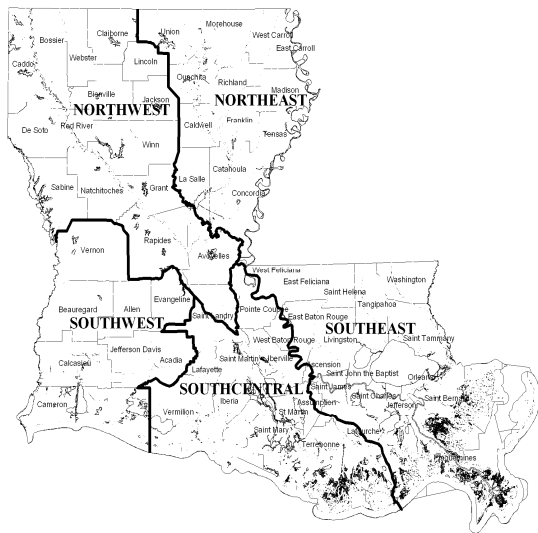 Morehouse
Claiborne
Union
Bossier
West Carroll
East Carroll
Webster
Lincoln
Caddo
Ouachita
Richland
Bienville
Madison
Jackson
NORTHWEST
NORTHEAST
Franklin
Red River
Caldwell
De Soto
Tensas
Winn
Catahoula
La Salle
Sabine
Natchitoches
Grant
Concordia
Rapides
Vernon
Avoyelles
West Feliciana
East Feliciana
Washington
Saint Helena
Evangeline
Tangipahoa
Beauregard
Allen
Pointe Coupee
Saint Landry
East Baton Rouge
SOUTHWEST
SOUTHEAST
West Baton Rouge
Livingston
Saint Tammany
Jefferson Davis
Acadia
Saint Martin
Iberville
Calcasieu
Lafayette
Ascension
Saint John the Baptist
Orleans
SOUTHCENTRAL
Saint James
Saint Charles
Saint Bernard
Cameron
Iberia
Assumption
Jefferson
Vermilion
St Martin
Saint Mary
Lafourche
Terrebonne
Plaquemines